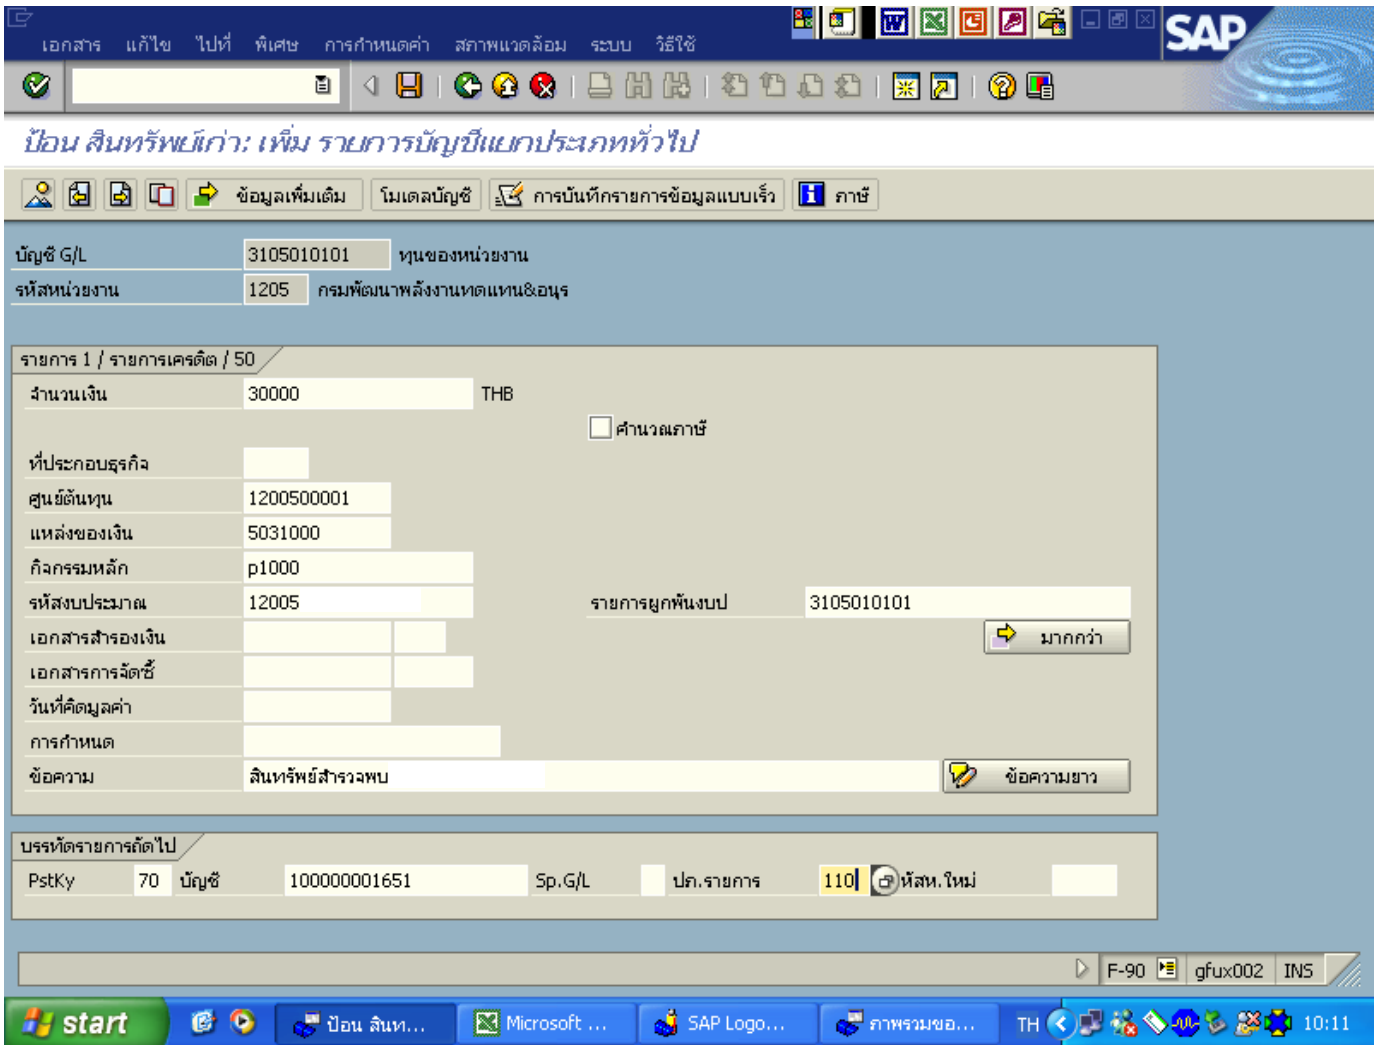 เอกสาร แก้ไข ไปที่ พิเศษ การกำหนดค่า สภาพแวดล้อม ระบบ วิธีใช้
SAP
ป้อน สินทรัพย์เก่า: เพิ่ม รายการบัญชีแยกประเภททั่วไป
ข้อมูลเพิ่มเติม โมเดลบัญชี การบันทึกรายการข้อมูลแบบเร็ว ภาษี
บัญชี G/L 3105010101 ทุนของหน่วยงาน
รหัสหน่วยงาน 1205 กรมพัฒนาพลังงานทดแทน&อนุร
รายการ 1 / รายการเครดิต / 50
จำนวนเงิน 30000 THB
คำนวณภาษี
ที่ประกอบธุรกิจ
ศูนย์ต้นทุน 1200500001
แหล่งของเงิน 5031000
กิจกรรมหลัก p1000
รหัสงบประมาณ 12005 รายการผูกพันงบป 3105010101
เอกสารสำรองเงิน มากกว่า
เอกสารการจัดซื้
วันที่คิดมูลค่า
การกำหนด
ข้อความ สินทรัพย์สำรวจพบ ข้อความยาว
บรรทัดรายการถัดไป
PstKy 70 บัญชี 100000001651 Sp.G/L ปภ.รายการ 110 หัสห.ใหม่
F-90 gfux002 INS
start ป้อน สินท... Microsoft ... SAP Logo... ภาพรวมขอ... TH 10:11